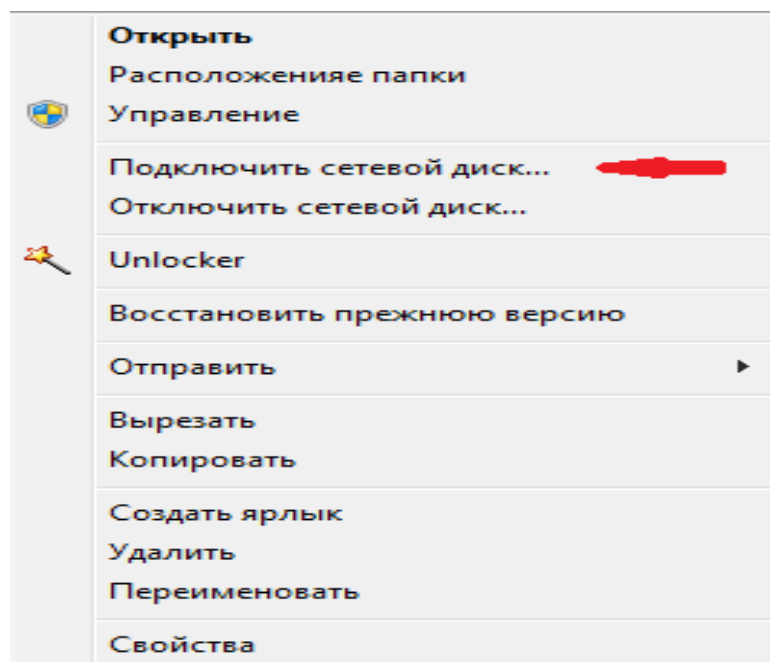 Открыть
Расположенияе папки
Управление
Подключить сетевой диск...
Отключить сетевой диск...
Unlocker
Восстановить прежнюю версию
Отправить
Вырезать
Копировать
Создать ярлык
Удалить
Переименовать
Свойства